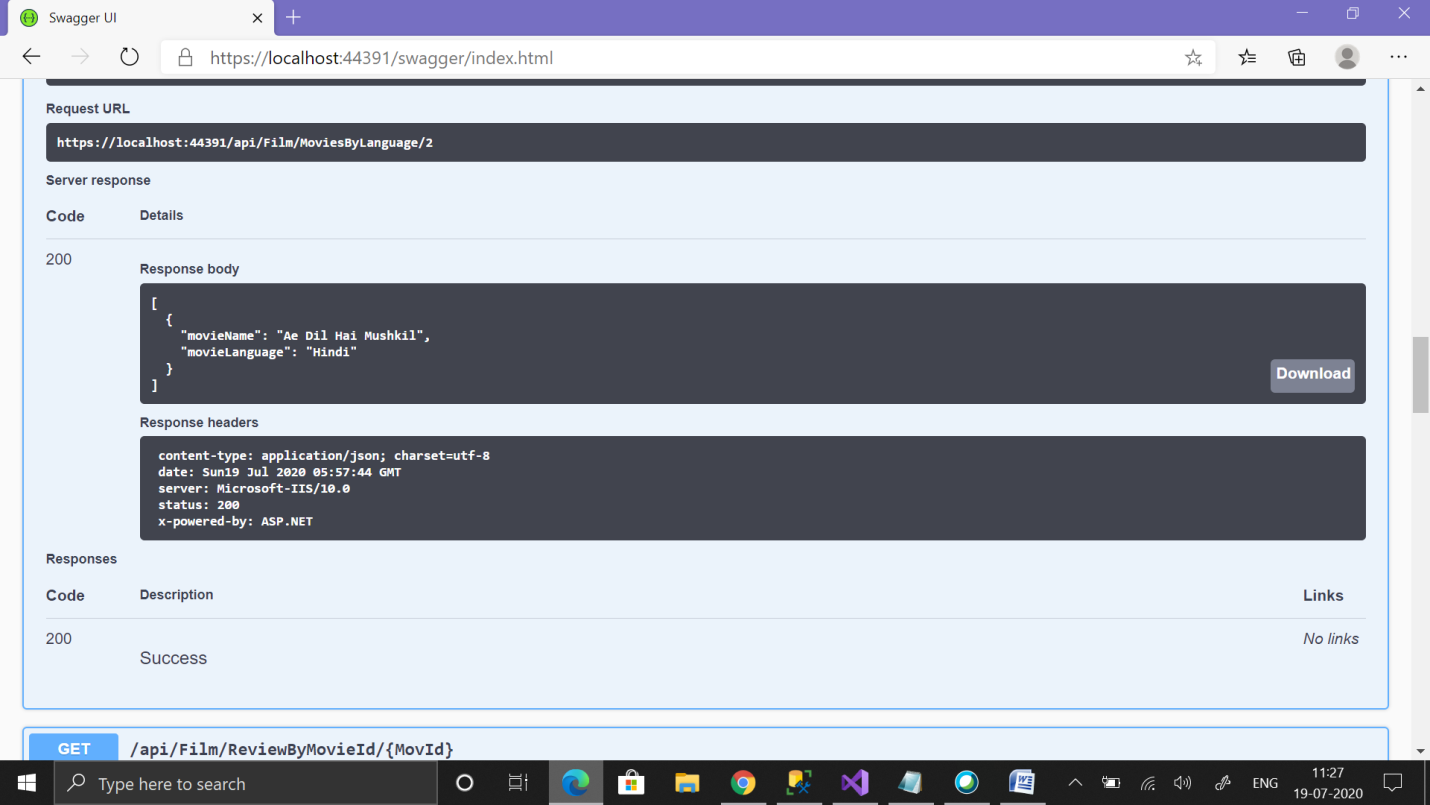 Swagger UI
https://localhost:44391/swagger/index.html
Request URL
https://localhost:44391/api/Film/MoviesByLanguage/2
Server response
Code Details
200
Response body
[
{
"movieName": "Ae Dil Hai Mushkil",
"movieLanguage": "Hindi"
}
]
Download
Response headers
content-type: application/json; charset=utf-8
date: Sun19 Jul 2020 05:57:44 GMT
server: Microsoft-IIS/10.0
status: 200
x-powered-by: ASP.NET
Responses
Code Description Links
200 No links
Success
GET /api/Film/ReviewByMovieId/{MovId}
Type here to search
ENG
11:27
19-07-2020